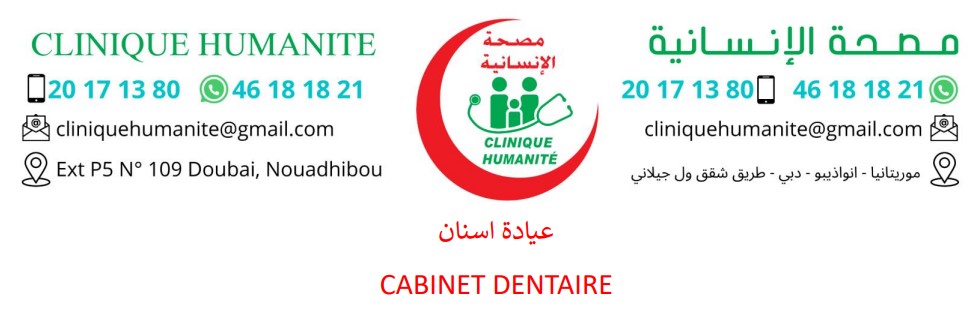 CLINIQUE HUMANITE
20 17 13 80 46 18 18 21
cliniquehumanite@gmail.com
Ext P5 N° 109 Doubai, Nouadhibou
مصحة
الإنسانية
CLINIQUE
HUMANITÉ
مـصـحـة الإنـسـانـيـة
20 17 13 80 46 18 18 21
cliniquehumanite@gmail.com
موريتانيا - انواذيبو - دبي - طريق شقق ول جيلاني
عيادة اسنان
CABINET DENTAIRE